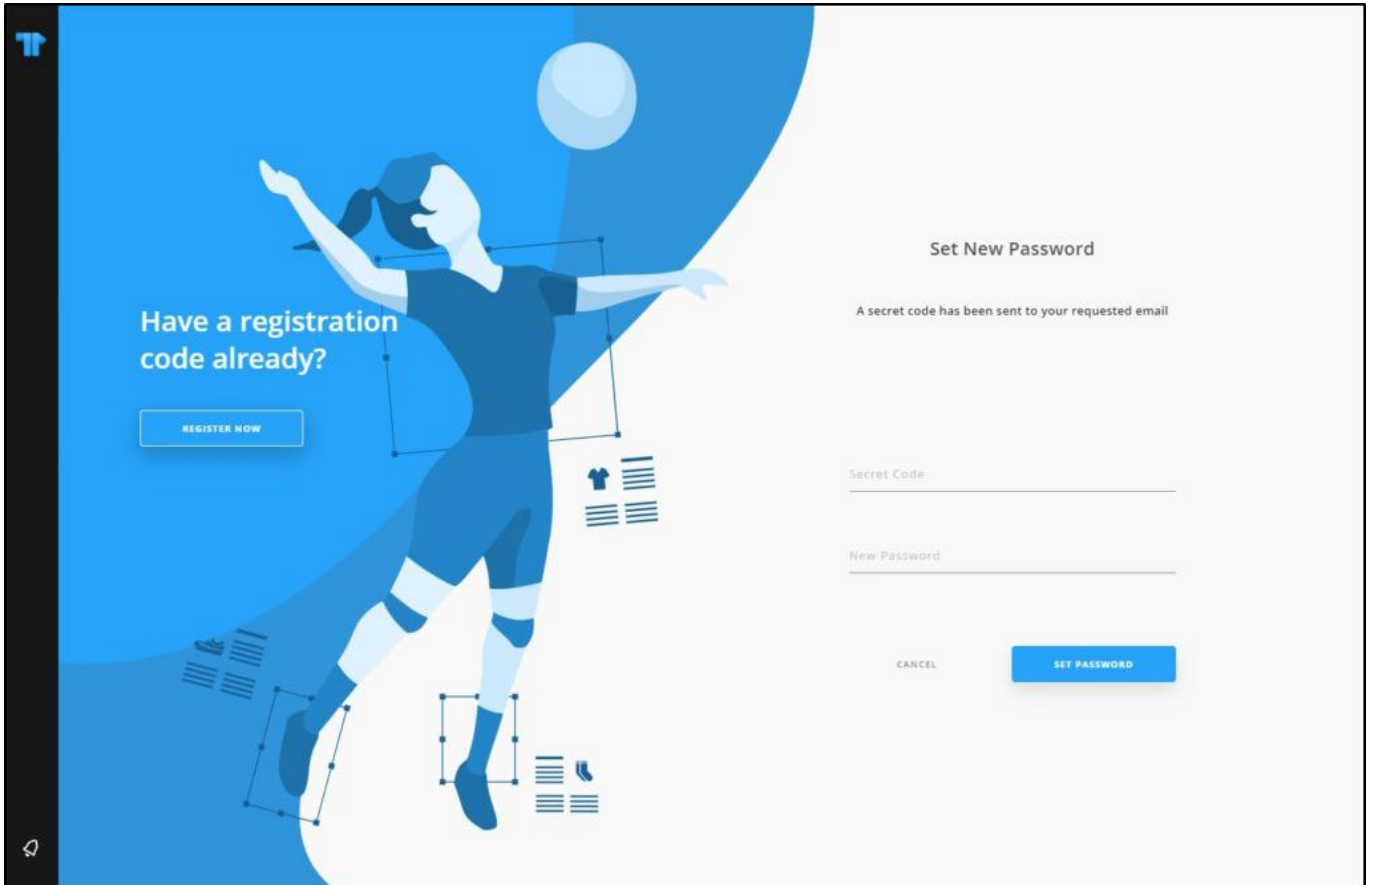 Have a registration
code already?
REGISTER NOW
Set New Password
A secret code has been sent to your requested email
Secret Code
New Password
CANCEL
SET PASSWORD